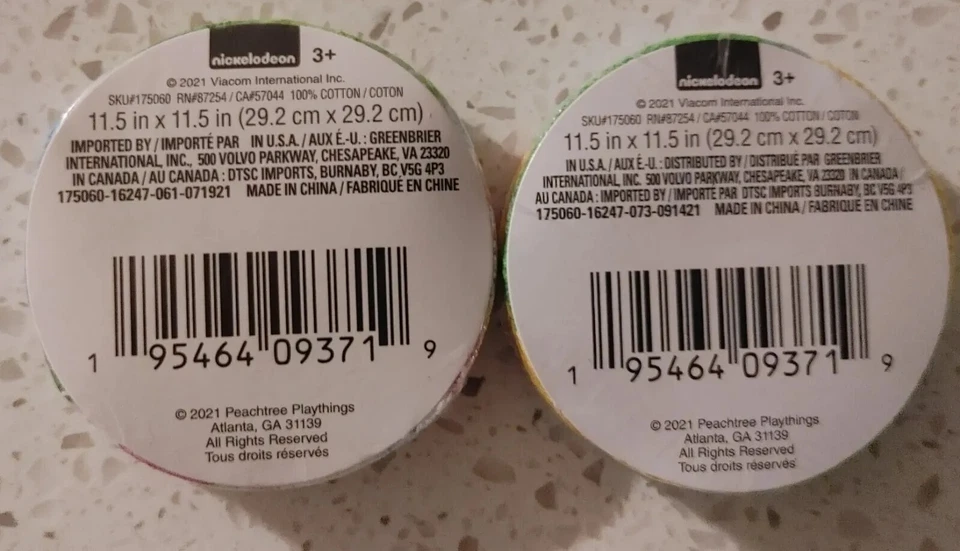 nickelodeon 3+
© 2021 Viacom International Inc.
SKU#175060 RN#87254 / CA#57044 100% COTTON / COTON
11.5 in x 11.5 in (29.2 cm x 29.2 cm)
IMPORTED BY / IMPORTÉ PAR IN U.S.A. / AUX É.-U. : GREENBRIER
INTERNATIONAL, INC., 500 VOLVO PARKWAY, CHESAPEAKE, VA 23320
IN CANADA / AU CANADA : DTSC IMPORTS, BURNABY, BC V5G 4P3
175060-16247-061-071921 MADE IN CHINA / FABRIQUÉ EN CHINE
1 95464 09371 9
© 2021 Peachtree Playthings
Atlanta, GA 31139
All Rights Reserved
Tous droits réservés
nickelodeon 3+
© 2021 Viacom International Inc.
SKU#175060 RN#87254 / CA#57044 100% COTTON / COTON
11.5 in x 11.5 in (29.2 cm x 29.2 cm)
IN U.S.A. / AUX É.-U. : DISTRIBUTED BY / DISTRIBUÉ PAR GREENBRIER
INTERNATIONAL, INC. 500 VOLVO PARKWAY, CHESAPEAKE, VA 23320 IN CANADA /
AU CANADA : IMPORTED BY / IMPORTÉ PAR DTSC IMPORTS BURNABY, BC V5G 4P3
175060-16247-073-091421 MADE IN CHINA / FABRIQUÉ EN CHINE
1 95464 09371 9
© 2021 Peachtree Playthings
Atlanta, GA 31139
All Rights Reserved
Tous droits réservés